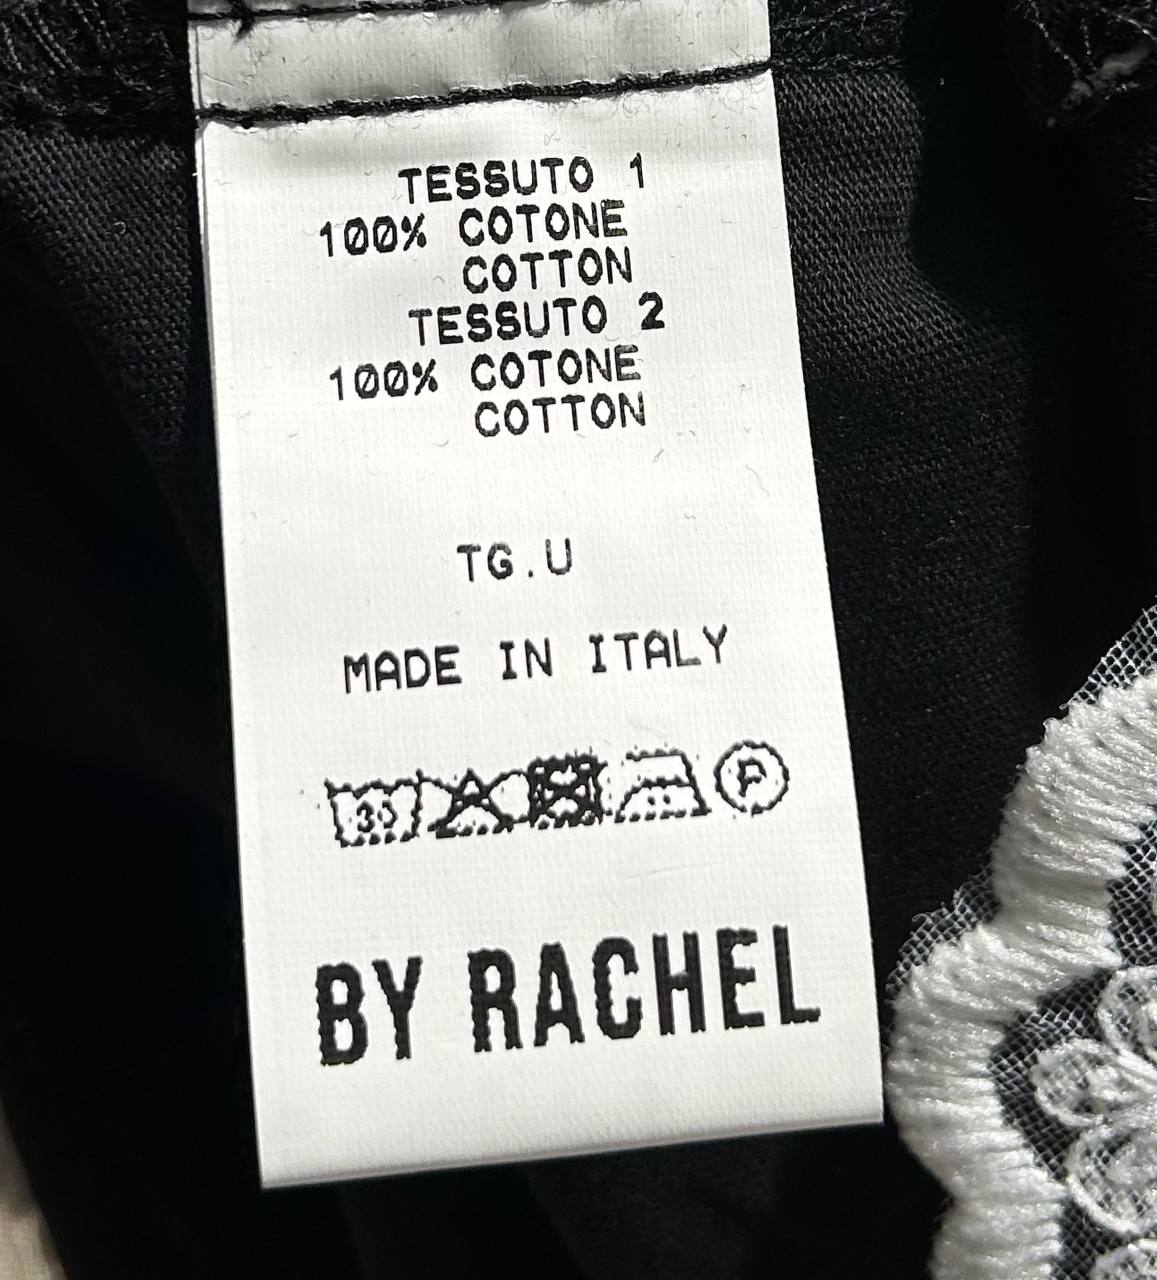 TESSUTO 1
100% COTONE
COTTON
TESSUTO 2
100% COTONE
COTTON
TG.U
MADE IN ITALY
30 P
BY RACHEL